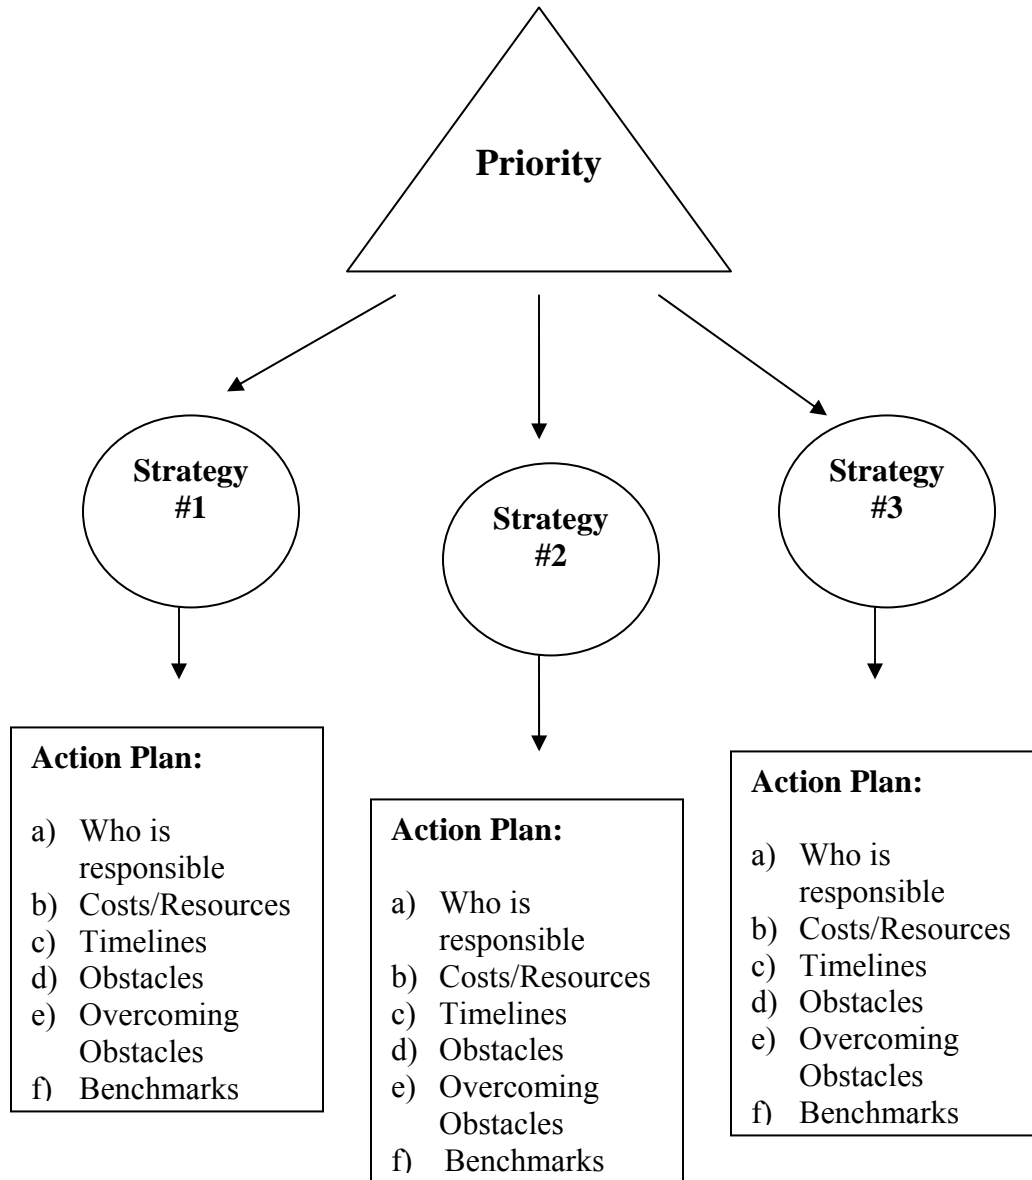 Priority
Strategy
#1
Strategy
#2
Strategy
#3
Action Plan:
a) Who is
responsible
b) Costs/Resources
c) Timelines
d) Obstacles
e) Overcoming
Obstacles
f) Benchmarks
Action Plan:
a) Who is
responsible
b) Costs/Resources
c) Timelines
d) Obstacles
e) Overcoming
Obstacles
f) Benchmarks
Action Plan:
a) Who is
responsible
b) Costs/Resources
c) Timelines
d) Obstacles
e) Overcoming
Obstacles
f) Benchmarks